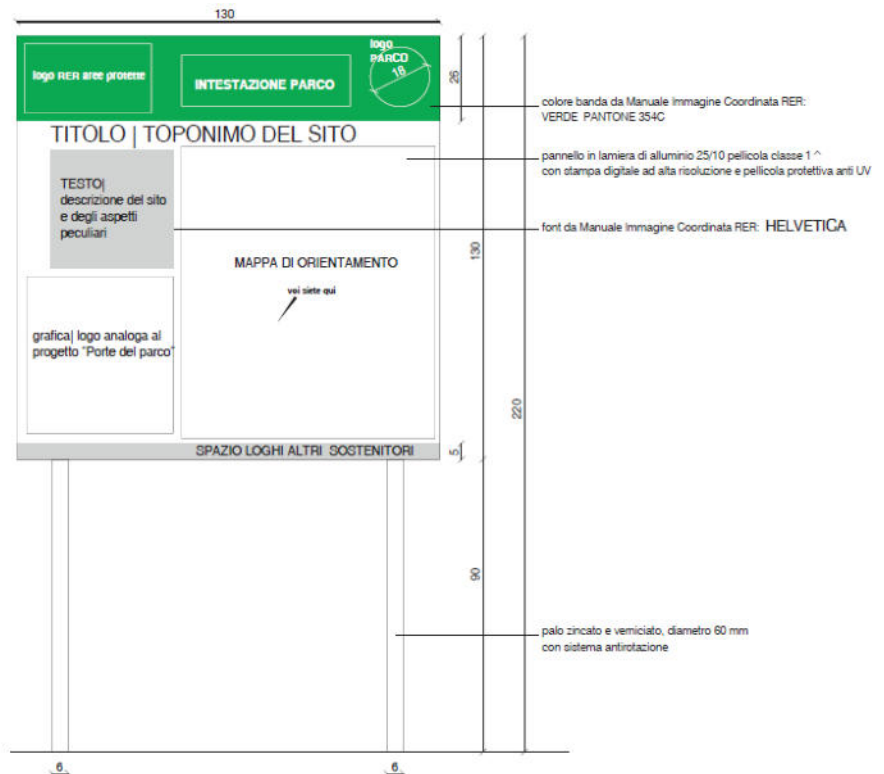 130
logo RER aree protette
INTESTAZIONE PARCO
logo
PARCO
18
26
colore banda da Manuale Immagine Coordinata RER:
VERDE PANTONE 354C
TITOLO | TOPONIMO DEL SITO
pannello in lamiera di alluminio 25/10 pellicola classe 1^
con stampa digitale ad alta risoluzione e pellicola protettiva anti UV
TESTO|
descrizione del sito
e degli aspetti
peculiari
font da Manuale Immagine Coordinata RER: HELVETICA
130
MAPPA DI ORIENTAMENTO
voi siete qui
grafica| logo analoga al
progetto "Porte del parco"
220
SPAZIO LOGHI ALTRI SOSTENITORI
5
90
palo zincato e verniciato, diametro 60 mm
con sistema antirotazione
6
6